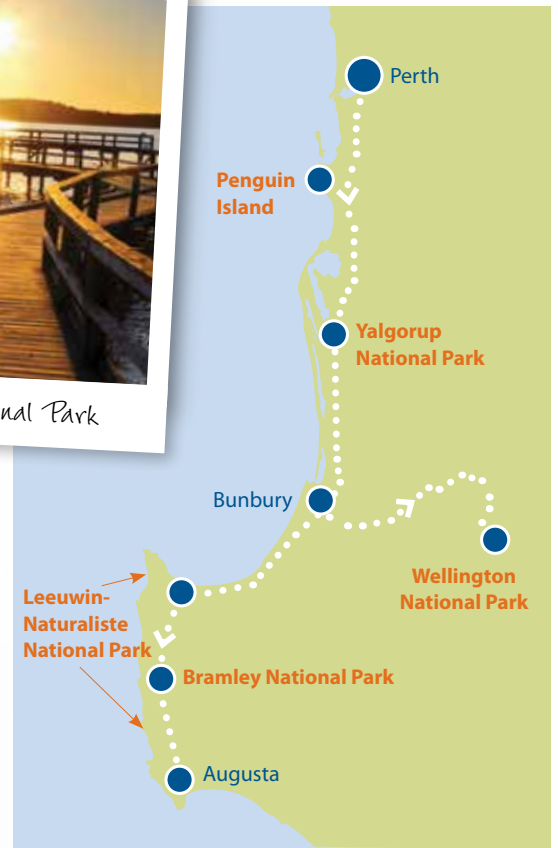 nal Park
Perth
Penguin
Island
Yalgorup
National Park
Bunbury
Wellington
National Park
Leeuwin-
Naturaliste
National Park
Bramley National Park
Augusta